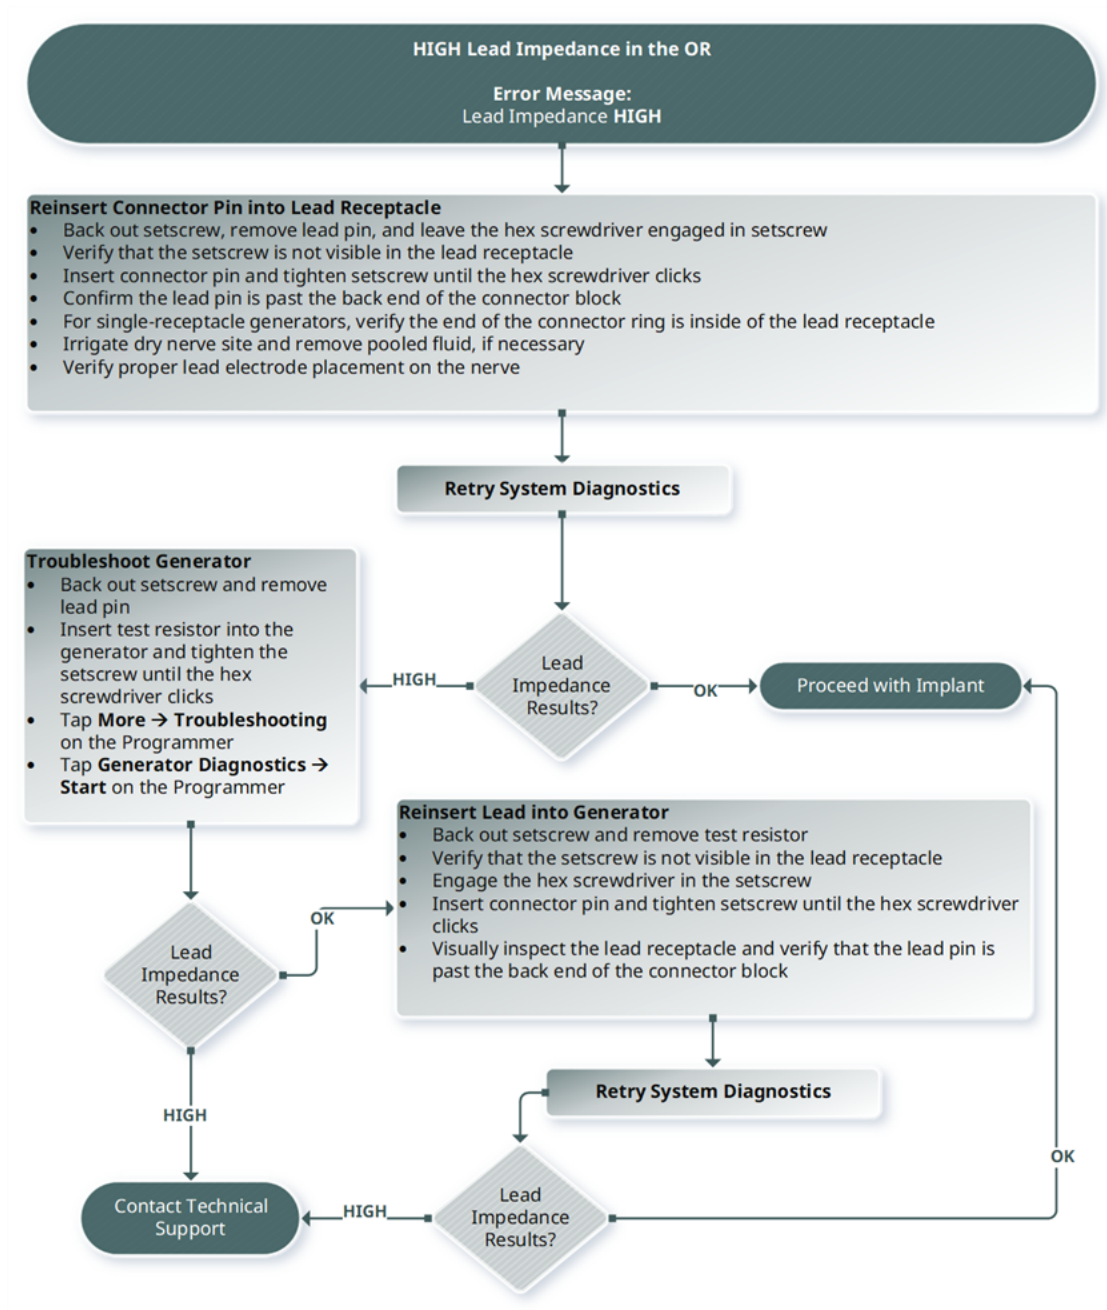 HIGH Lead Impedance in the OR
Error Message:
Lead Impedance HIGH
Reinsert Connector Pin into Lead Receptacle
• Back out setscrew, remove lead pin, and leave the hex screwdriver engaged in setscrew
• Verify that the setscrew is not visible in the lead receptacle
• Insert connector pin and tighten setscrew until the hex screwdriver clicks
• Confirm the lead pin is past the back end of the connector block
• For single-receptacle generators, verify the end of the connector ring is inside of the lead receptacle
• Irrigate dry nerve site and remove pooled fluid, if necessary
• Verify proper lead electrode placement on the nerve
Retry System Diagnostics
Lead
Impedance
Results?
HIGH
OK
Proceed with Implant
Troubleshoot Generator
• Back out setscrew and remove
lead pin
• Insert test resistor into the
generator and tighten the
setscrew until the hex
screwdriver clicks
• Tap More → Troubleshooting
on the Programmer
• Tap Generator Diagnostics →
Start on the Programmer
Lead
Impedance
Results?
OK
HIGH
Reinsert Lead into Generator
• Back out setscrew and remove test resistor
• Verify that the setscrew is not visible in the lead receptacle
• Engage the hex screwdriver in the setscrew
• Insert connector pin and tighten setscrew until the hex screwdriver
clicks
• Visually inspect the lead receptacle and verify that the lead pin is
past the back end of the connector block
Retry System Diagnostics
Lead
Impedance
Results?
HIGH
OK
Contact Technical
Support